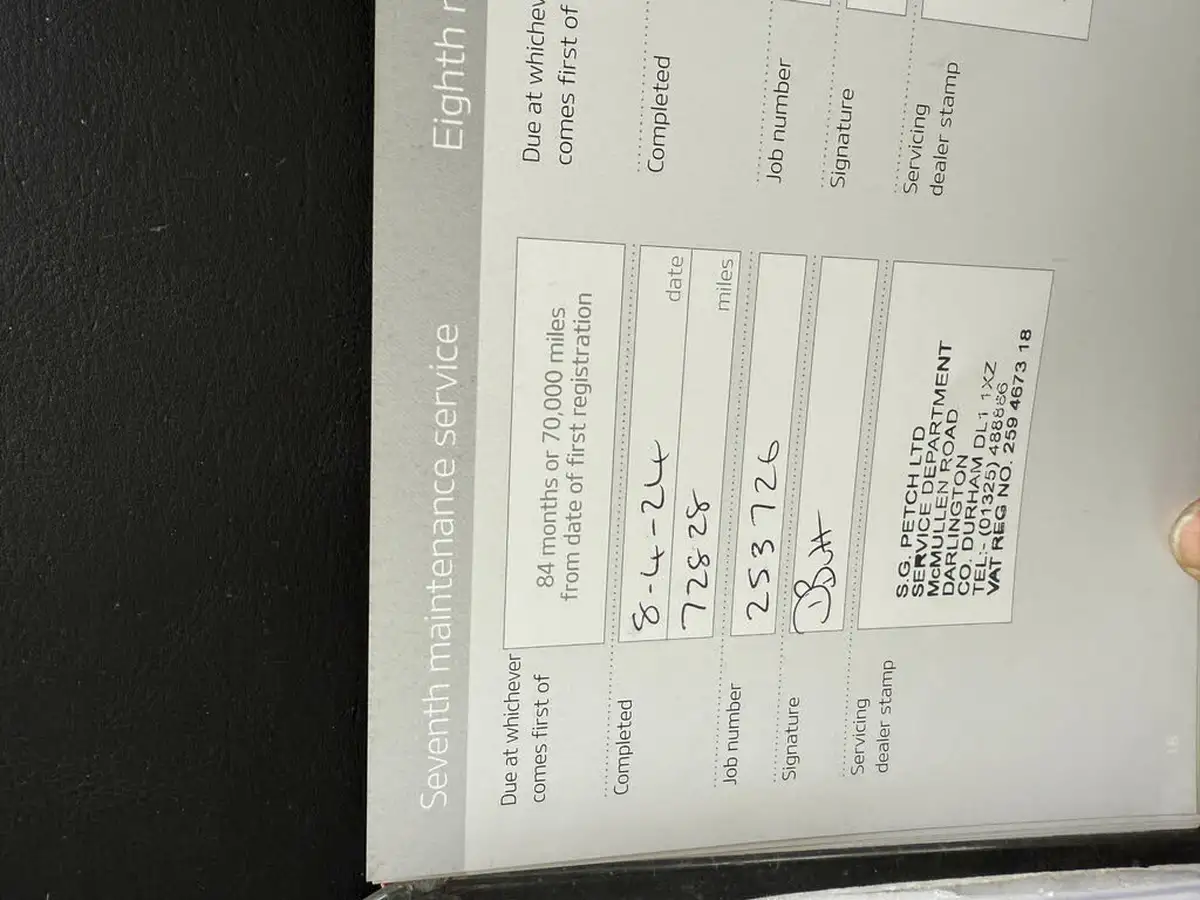 Seventh maintenance service
Due at whichever
comes first of
84 months or 70,000 miles
from date of first registration
Completed
8-4-24 date
72828 miles
Job number
253726
Signature
DButt
Servicing
dealer stamp
S.G. PETCH LTD
SERVICE DEPARTMENT
McMULLEN ROAD
DARLINGTON
CO. DURHAM DL1 1XZ
TEL:- (01325) 488886
VAT REG NO. 259 4673 18
Eighth
Due at
comes first of
Completed
Job number
Signature
Servicing
dealer stamp